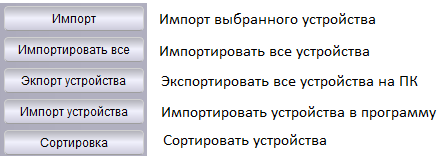 Импорт Импорт выбранного устройства
Импортировать все Импортировать все устройства
Экпорт устройства Экспортировать все устройства на ПК
Импорт устройства Импортировать устройства в программу
Сортировка Сортировать устройства